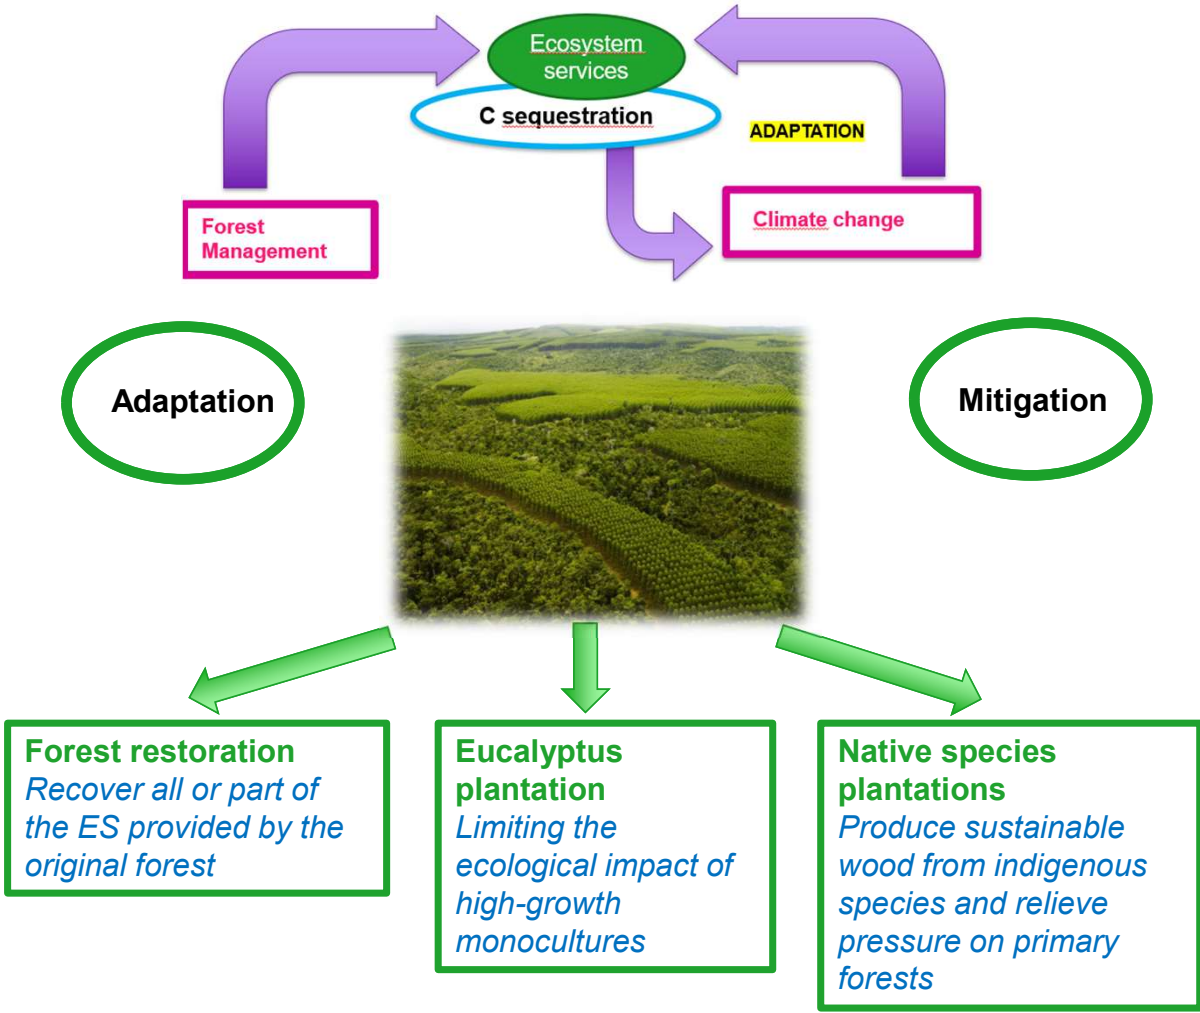 Ecosystem
services
C sequestration
ADAPTATION
Forest
Management
Climate change
Adaptation
Mitigation
Forest restoration
Recover all or part of
the ES provided by the
original forest
Eucalyptus
plantation
Limiting the
ecological impact of
high-growth
monocultures
Native species
plantations
Produce sustainable
wood from indigenous
species and relieve
pressure on primary
forests